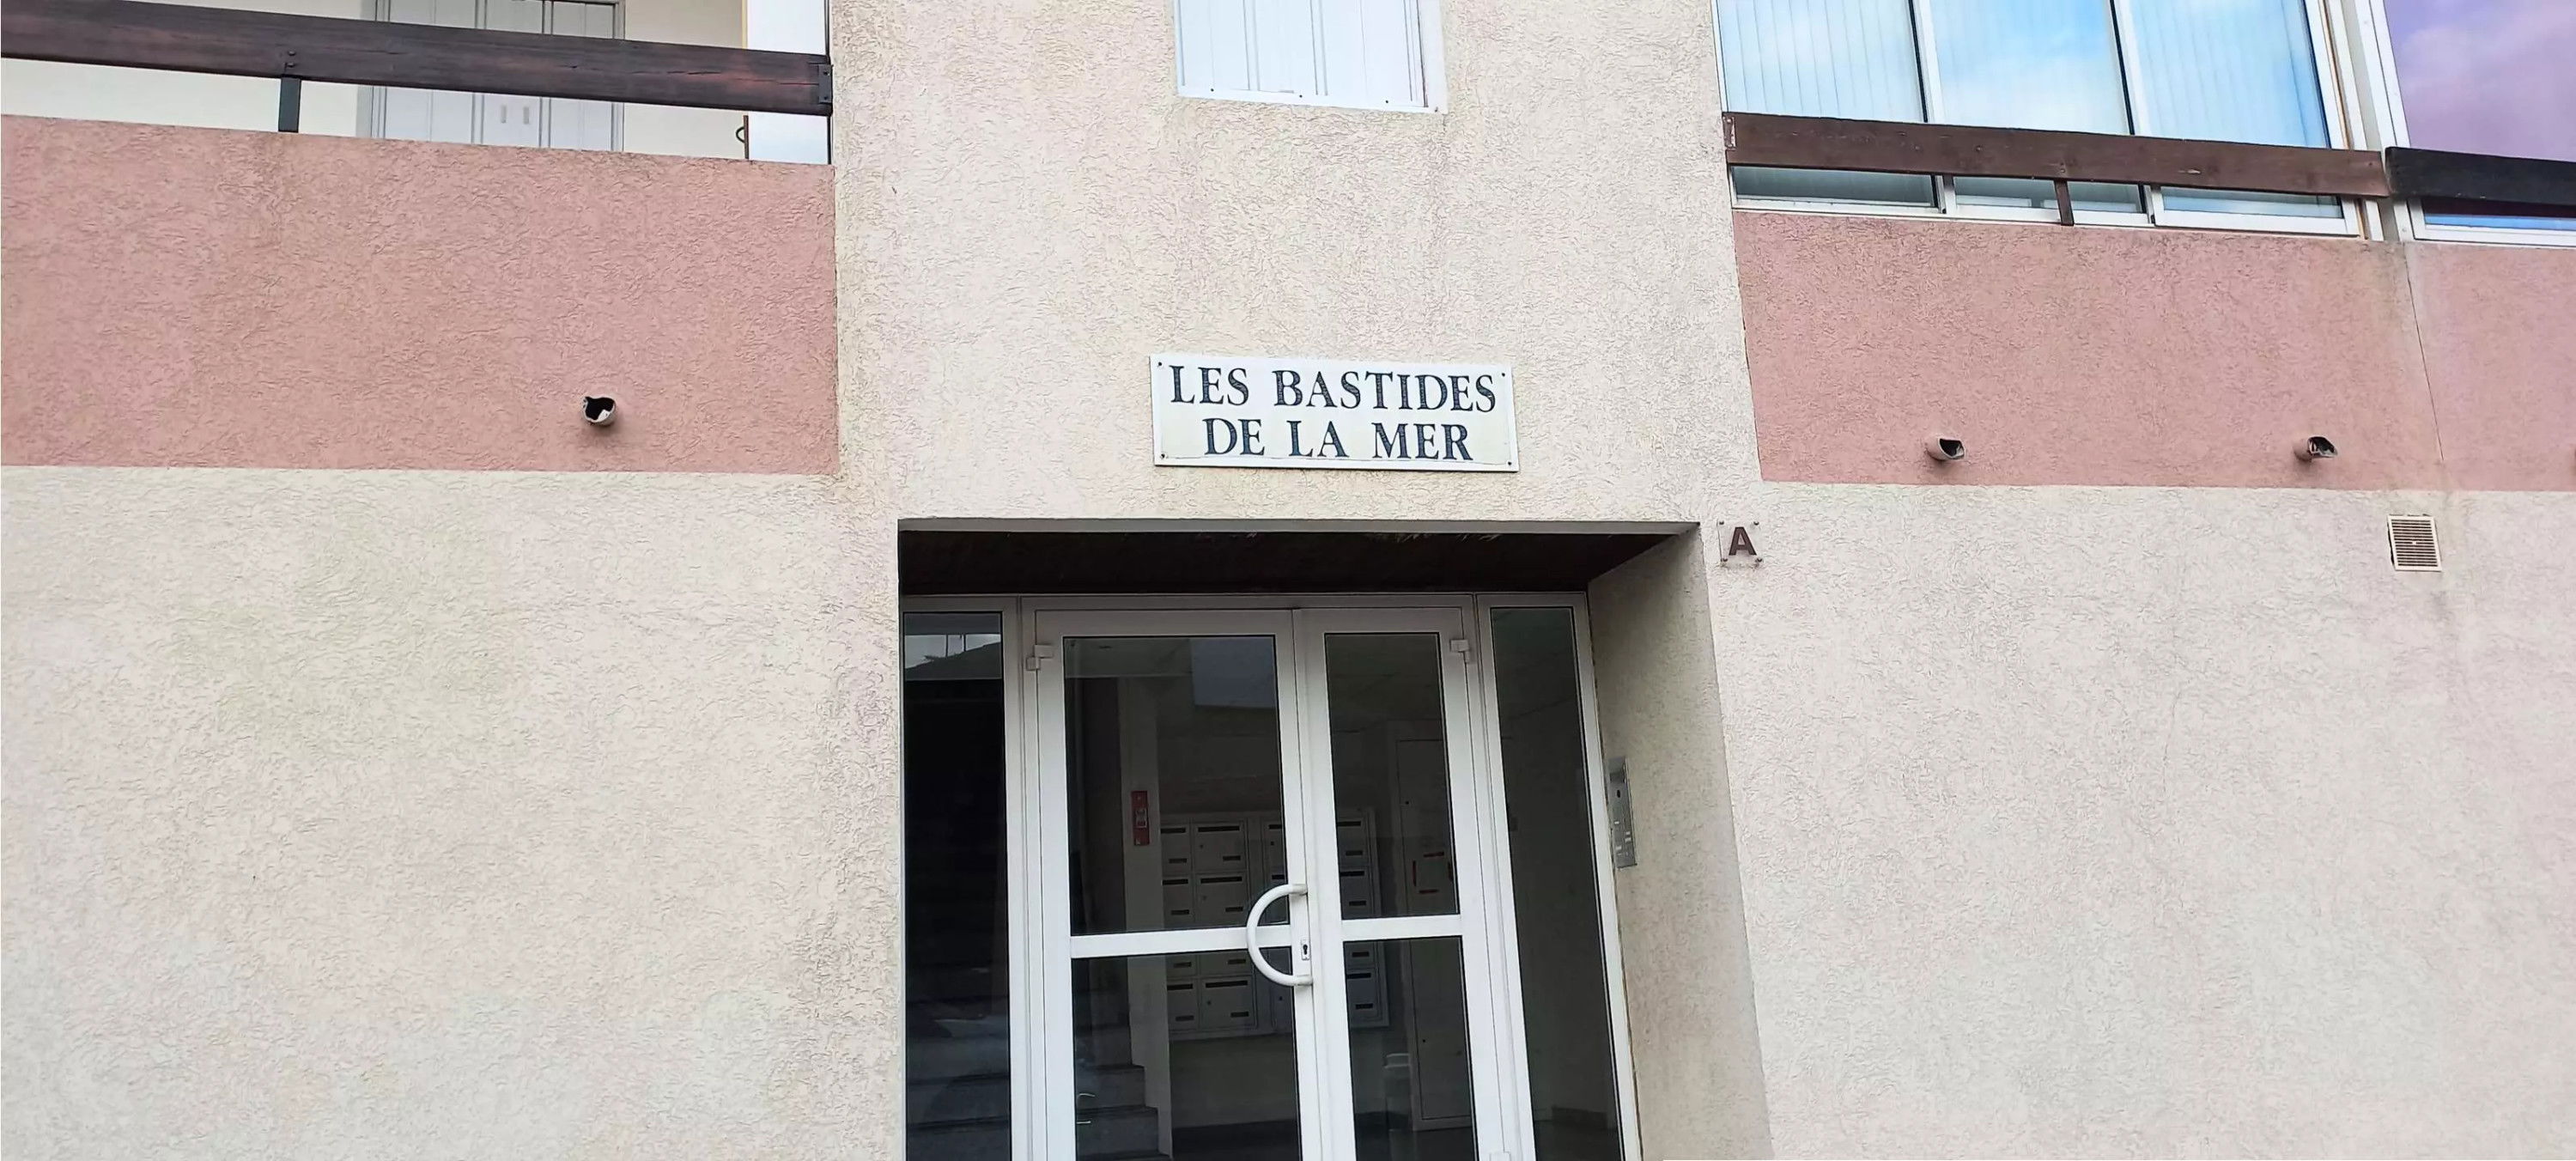 LES BASTIDES
DE LA MER
A